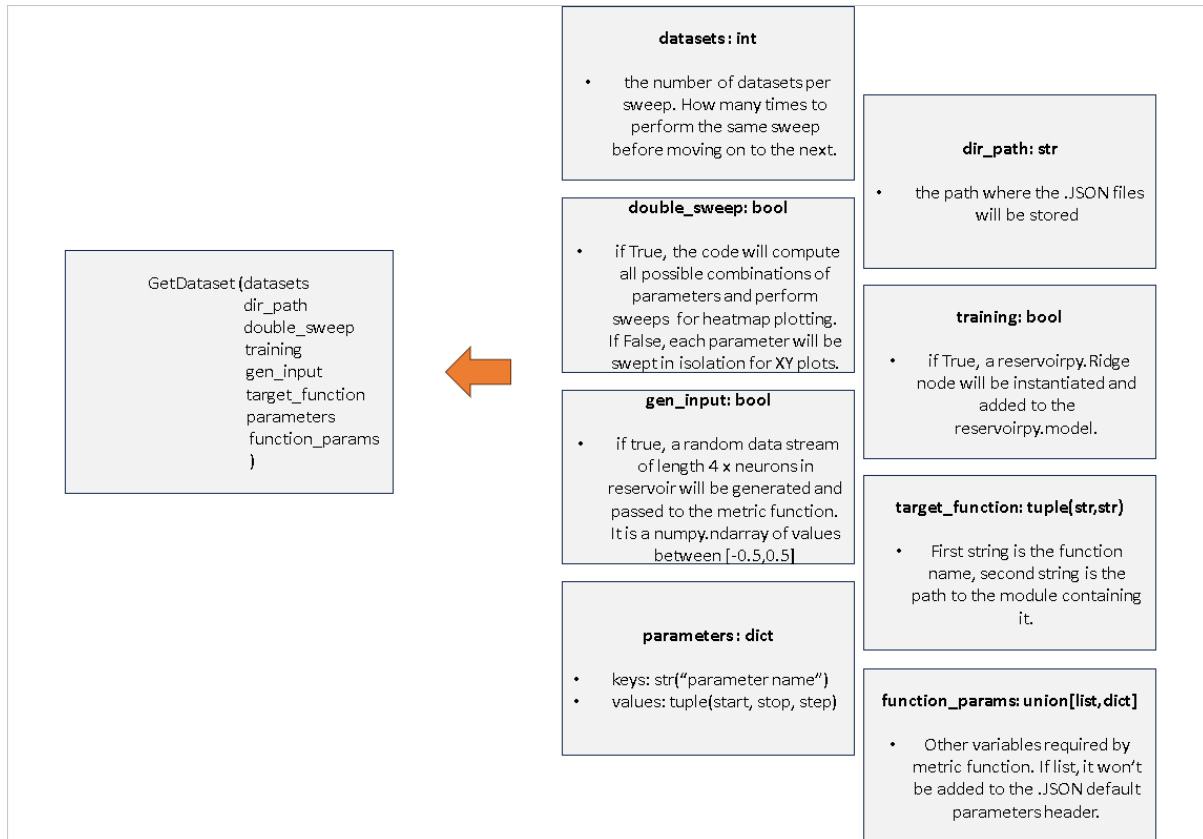 GetDataset (datasets
dir_path
double_sweep
training
gen_input
target_function
parameters
function_params
)
datasets: int
• the number of datasets per
sweep. How many times to
perform the same sweep
before moving on to the next.
dir_path: str
• the path where the .JSON files
will be stored
double_sweep: bool
• if True, the code will compute
all possible combinations of
parameters and perform
sweeps for heatmap plotting.
If False, each parameter will be
swept in isolation for XY plots.
training: bool
• if True, a reservoirpy.Ridge
node will be instantiated and
added to the
reservoirpy.model.
gen_input: bool
• if true, a random data stream
of length 4 x neurons in
reservoir will be generated and
passed to the metric function.
It is a numpy.ndarray of values
between [-0.5,0.5]
target_function: tuple(str,str)
• First string is the function
name, second string is the
path to the module containing
it.
parameters: dict
• keys: str("parameter name")
• values: tuple(start, stop, step)
function_params: union[list,dict]
• Other variables required by
metric function. If list, it won't
be added to the .JSON default
parameters header.